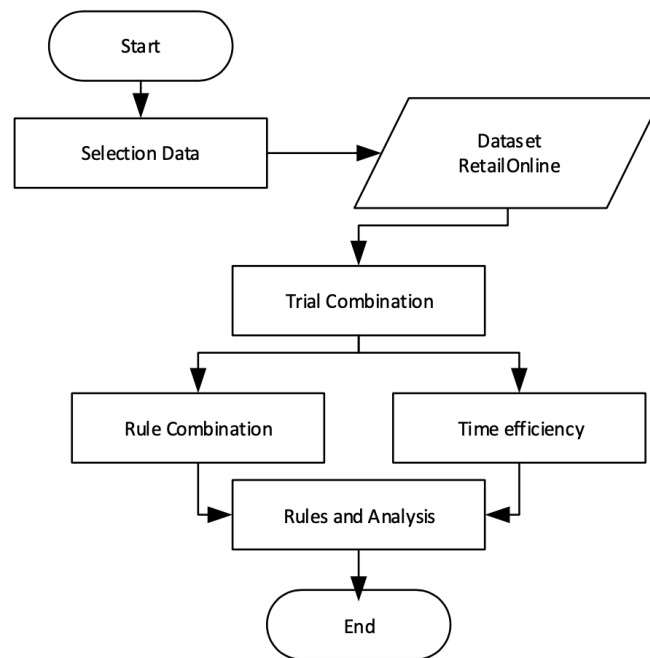 Start
Selection Data
Dataset
RetailOnline
Trial Combination
Rule Combination
Time efficiency
Rules and Analysis
End